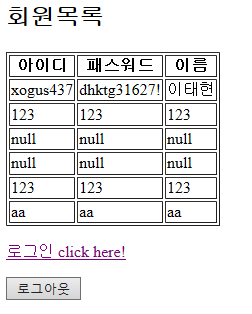 회원목록
아이디 패스워드 이름
xogus437 dhktg31627! 이태현
123 123 123
null null null
null null null
123 123 123
aa aa aa
로그인 click here!
로그아웃